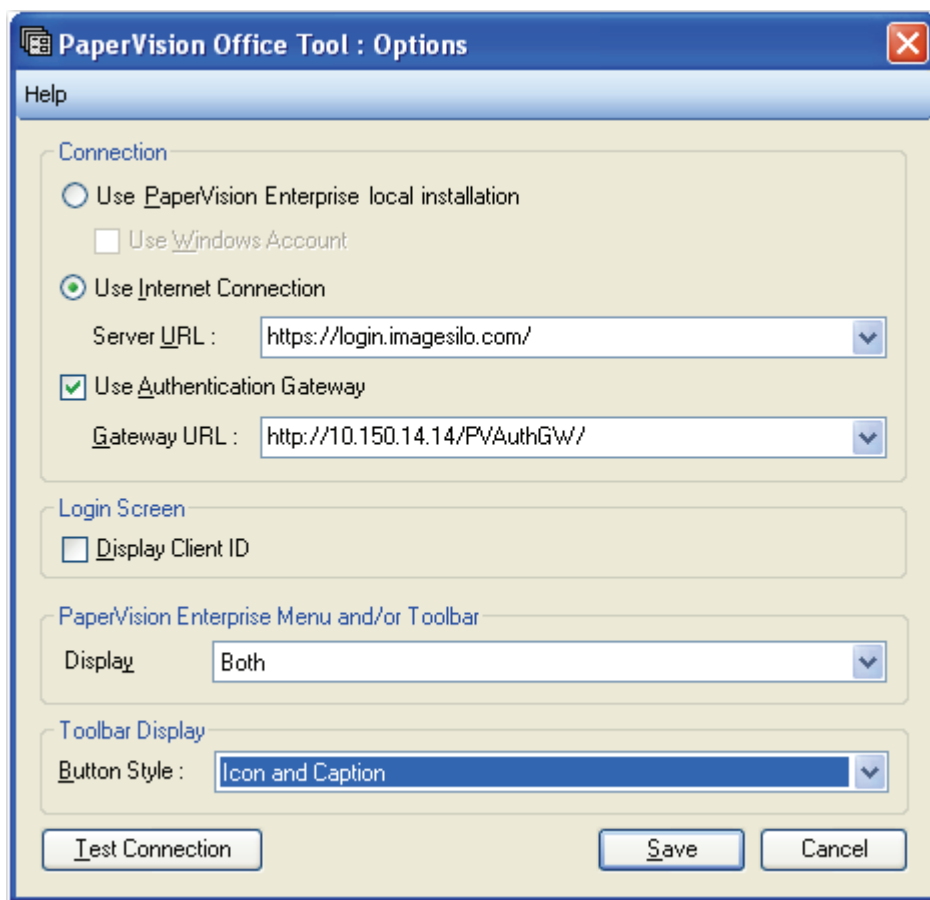 PaperVision Office Tool : Options
Help
Connection
Use PaperVision Enterprise local installation
Use Windows Account
Use Internet Connection
Server URL : https://login.imagesilo.com/
Use Authentication Gateway
Gateway URL : http://10.150.14.14/PVAuthGW/
Login Screen
Display Client ID
PaperVision Enterprise Menu and/or Toolbar
Display Both
Toolbar Display
Button Style : Icon and Caption
Test Connection Save Cancel